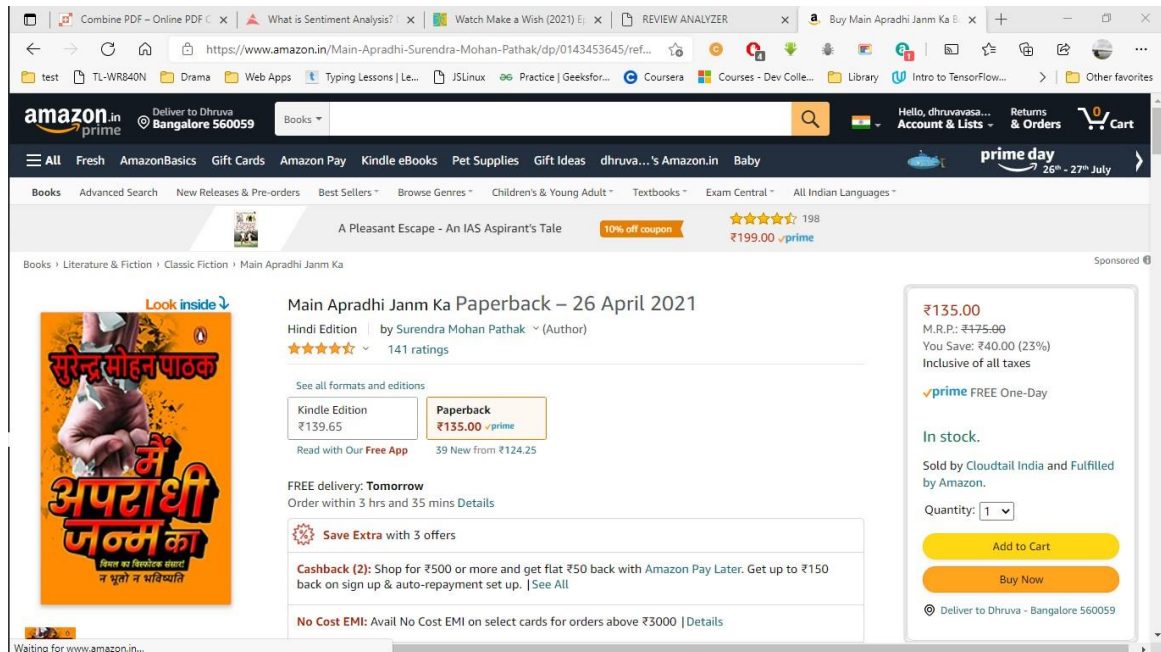 Combine PDF – Online PDF C
What is Sentiment Analysis?
Watch Make a Wish (2021) Ep
REVIEW ANALYZER
Buy Main Apradhi Janm Ka B
https://www.amazon.in/Main-Apradhi-Surendra-Mohan-Pathak/dp/0143453645/ref...
test TL-WR840N Drama Web Apps Typing Lessons | Le... JSLinux Practice | Geeksfor... Coursera Courses - Dev Colle... Library Intro to TensorFlow... Other favorites
amazon.in
prime
Deliver to Dhruva
Bangalore 560059
Books
Hello, dhruvavasa...
Account & Lists
Returns
& Orders
0
Cart
All Fresh AmazonBasics Gift Cards Amazon Pay Kindle eBooks Pet Supplies Gift Ideas dhruva...'s Amazon.in Baby
prime day
26th - 27th July
Books Advanced Search New Releases & Pre-orders Best Sellers Browse Genres Children's & Young Adult Textbooks Exam Central All Indian Languages
A Pleasant Escape - An IAS Aspirant's Tale
10% off coupon
198
₹199.00 prime
Books › Literature & Fiction › Classic Fiction › Main Apradhi Janm Ka
Sponsored
Look inside
सुरेन्द्र मोहन पाठक
मैं
अपराधी
जन्म का
विमल का विस्फोटक संसार!
न भूतो न भविष्यति
Main Apradhi Janm Ka Paperback – 26 April 2021
Hindi Edition | by Surendra Mohan Pathak (Author)
141 ratings
See all formats and editions
Kindle Edition
₹139.65
Paperback
₹135.00 prime
Read with Our Free App
39 New from ₹124.25
FREE delivery: Tomorrow
Order within 3 hrs and 35 mins Details
Save Extra with 3 offers
Cashback (2): Shop for ₹500 or more and get flat ₹50 back with Amazon Pay Later. Get up to ₹150
back on sign up & auto-repayment set up. | See All
No Cost EMI: Avail No Cost EMI on select cards for orders above ₹3000 | Details
₹135.00
M.R.P.: ₹175.00
You Save: ₹40.00 (23%)
Inclusive of all taxes
prime FREE One-Day
In stock.
Sold by Cloudtail India and Fulfilled
by Amazon.
Quantity: 1
Add to Cart
Buy Now
Deliver to Dhruva - Bangalore 560059
Waiting for www.amazon.in...